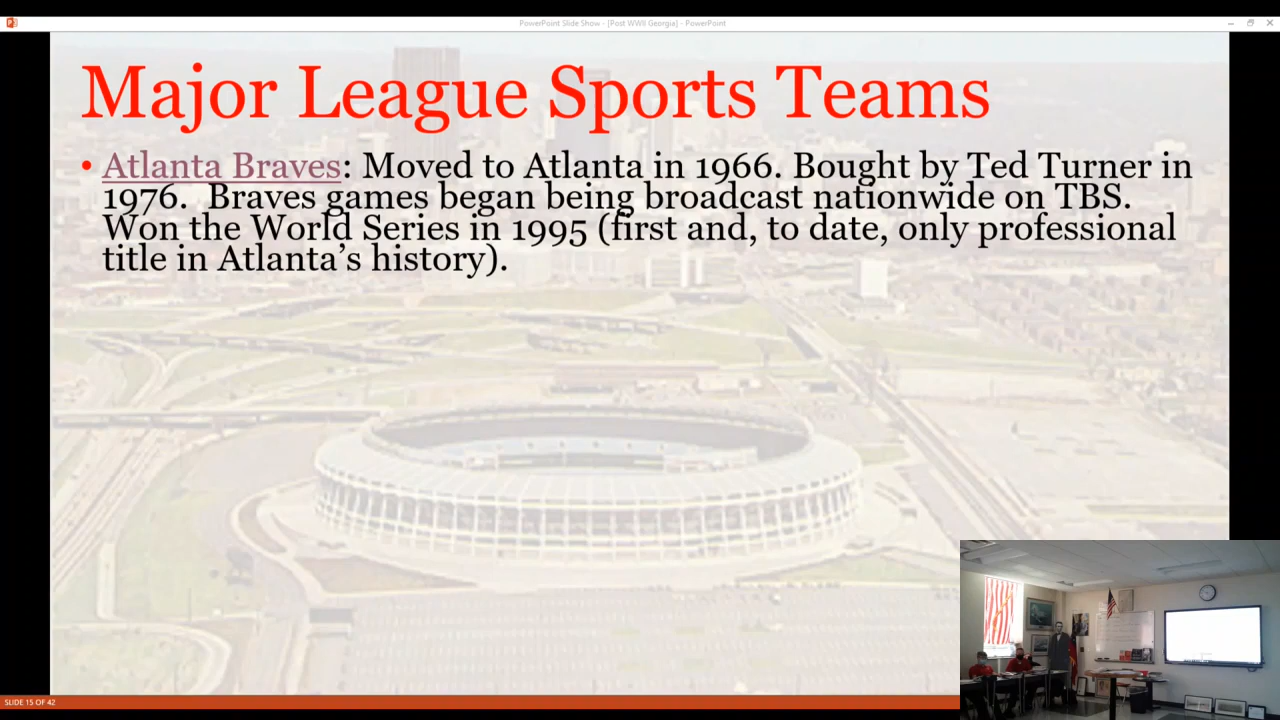 PowerPoint Slide Show - [Post WWII Georgia] - PowerPoint
Major League Sports Teams
• Atlanta Braves: Moved to Atlanta in 1966. Bought by Ted Turner in
1976.  Braves games began being broadcast nationwide on TBS.
Won the World Series in 1995 (first and, to date, only professional
title in Atlanta’s history).
SLIDE 15 OF 42